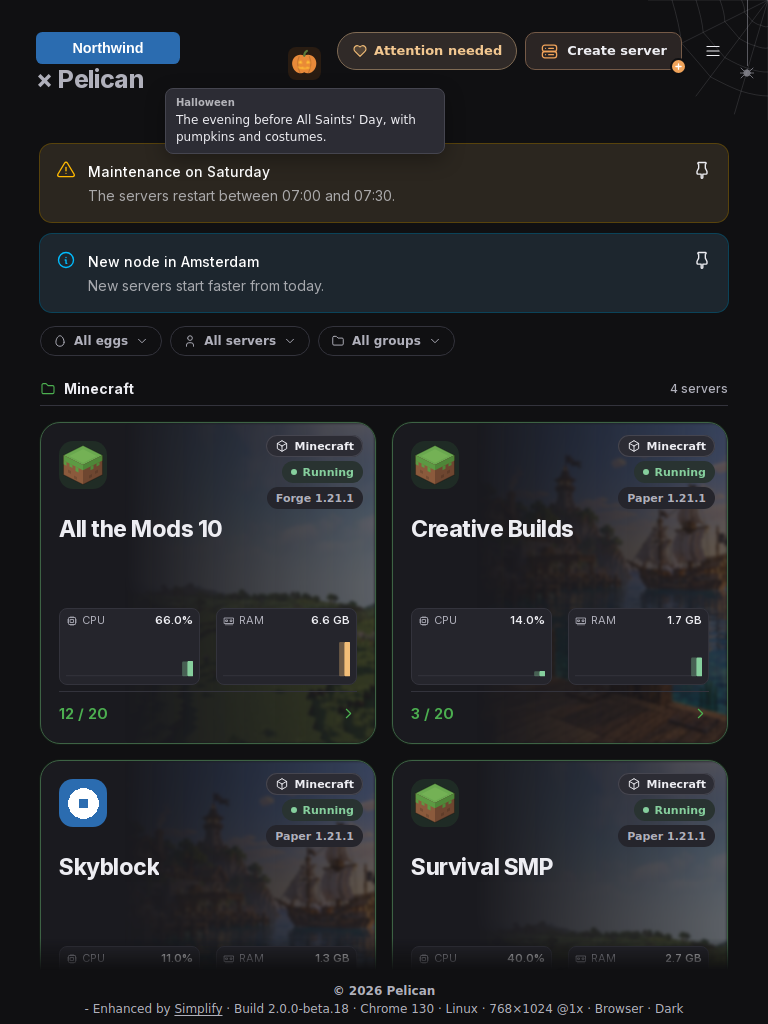 Northwind
× Pelican
Attention needed
Create server
Halloween
The evening before All Saints' Day, with
pumpkins and costumes.
Maintenance on Saturday
The servers restart between 07:00 and 07:30.
New node in Amsterdam
New servers start faster from today.
All eggs
All servers
All groups
Minecraft
4 servers
Minecraft
Running
Forge 1.21.1
All the Mods 10
CPU 66.0%
RAM 6.6 GB
12 / 20
Minecraft
Running
Paper 1.21.1
Creative Builds
CPU 14.0%
RAM 1.7 GB
3 / 20
Minecraft
Running
Paper 1.21.1
Skyblock
CPU 11.0%
RAM 1.3 GB
Minecraft
Running
Paper 1.21.1
Survival SMP
CPU 40.0%
RAM 2.7 GB
© 2026 Pelican
- Enhanced by Simplify · Build 2.0.0-beta.18 · Chrome 130 · Linux · 768×1024 @1x · Browser · Dark